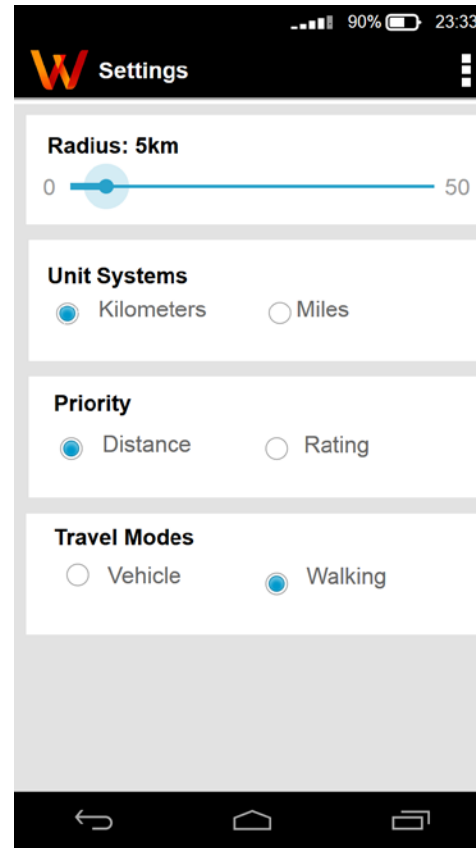 90% 23:33
W Settings
Radius: 5km
0 50
Unit Systems
Kilometers Miles
Priority
Distance Rating
Travel Modes
Vehicle Walking